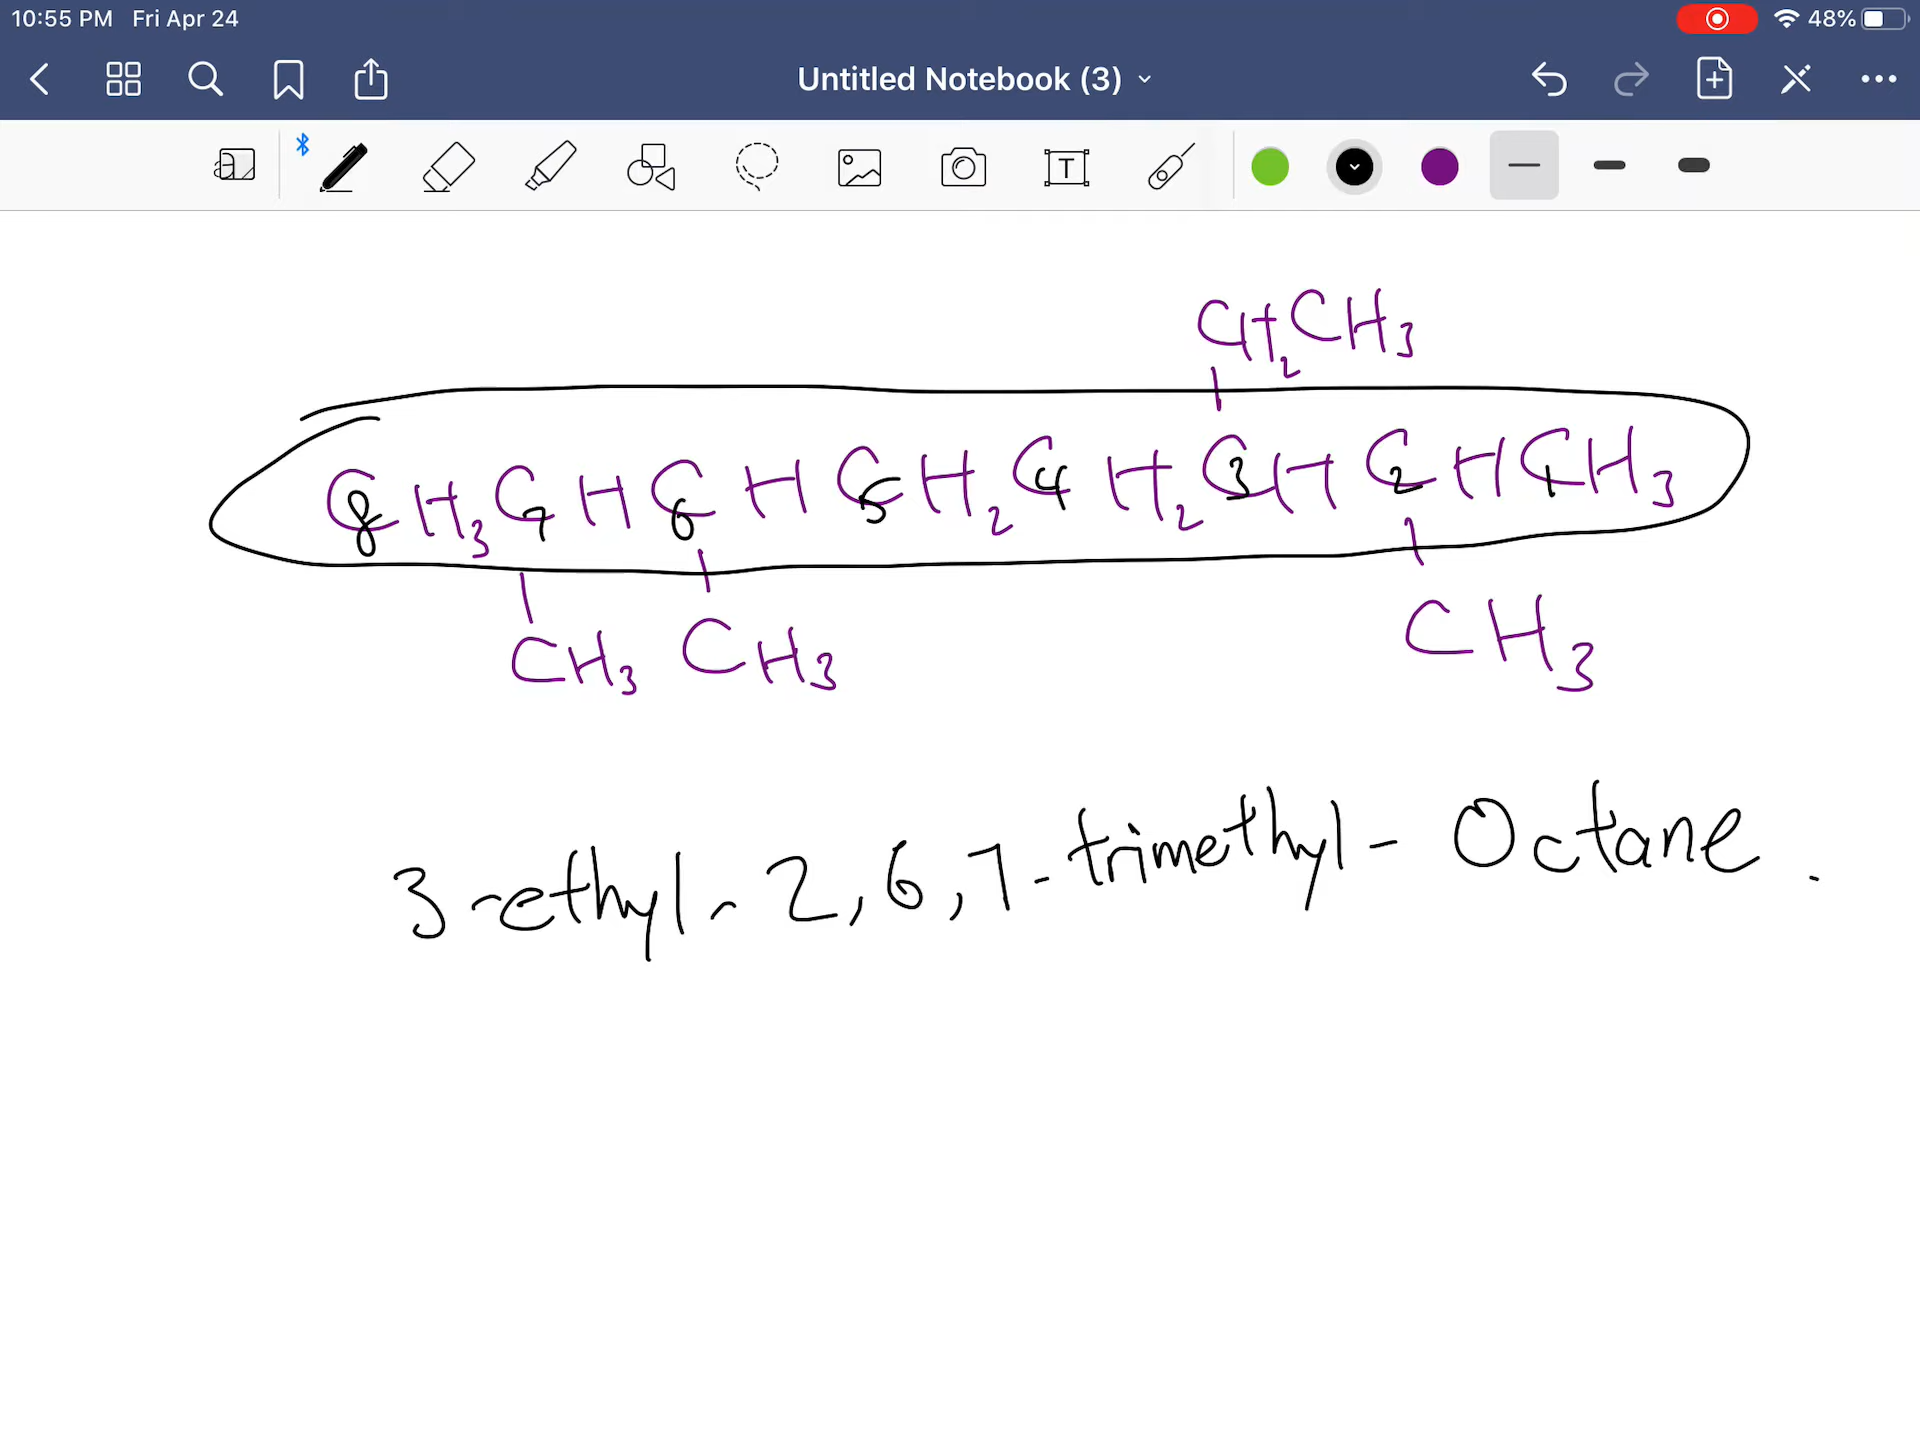 10:55 PM Fri Apr 24 48%
Untitled Notebook (3)
T
CH₂CH₃
CH₃CHCHCH₂CH₂CHCHCH₃
8 7 6 5 4 3 2 1
CH₃ CH₃ CH₃
3-ethyl-2,6,7-trimethyl-Octane.